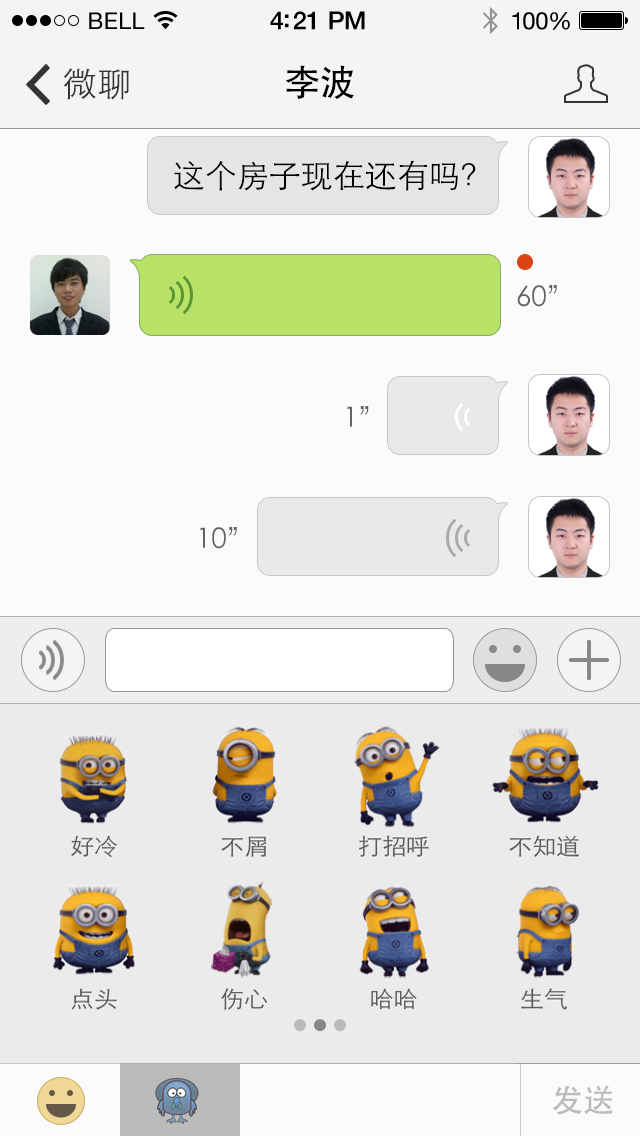 BELL 4:21 PM 100%
微聊 李波
这个房子现在还有吗?
60”
1”
10”
好冷 不屑 打招呼 不知道
点头 伤心 哈哈 生气
发送